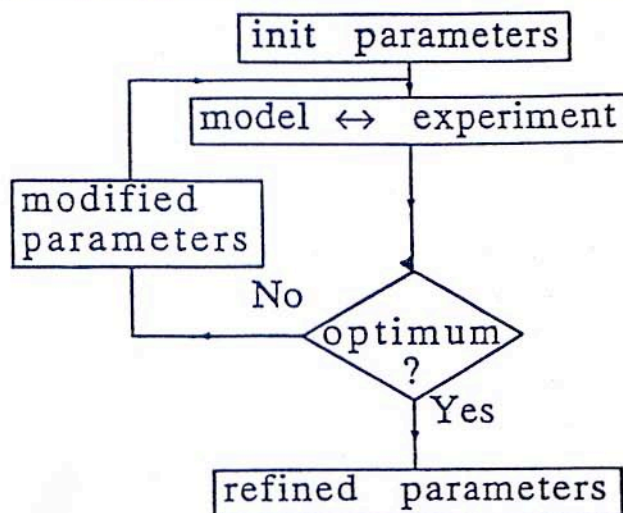 init parameters
model ↔ experiment
modified
parameters
No
optimum
?
Yes
refined parameters